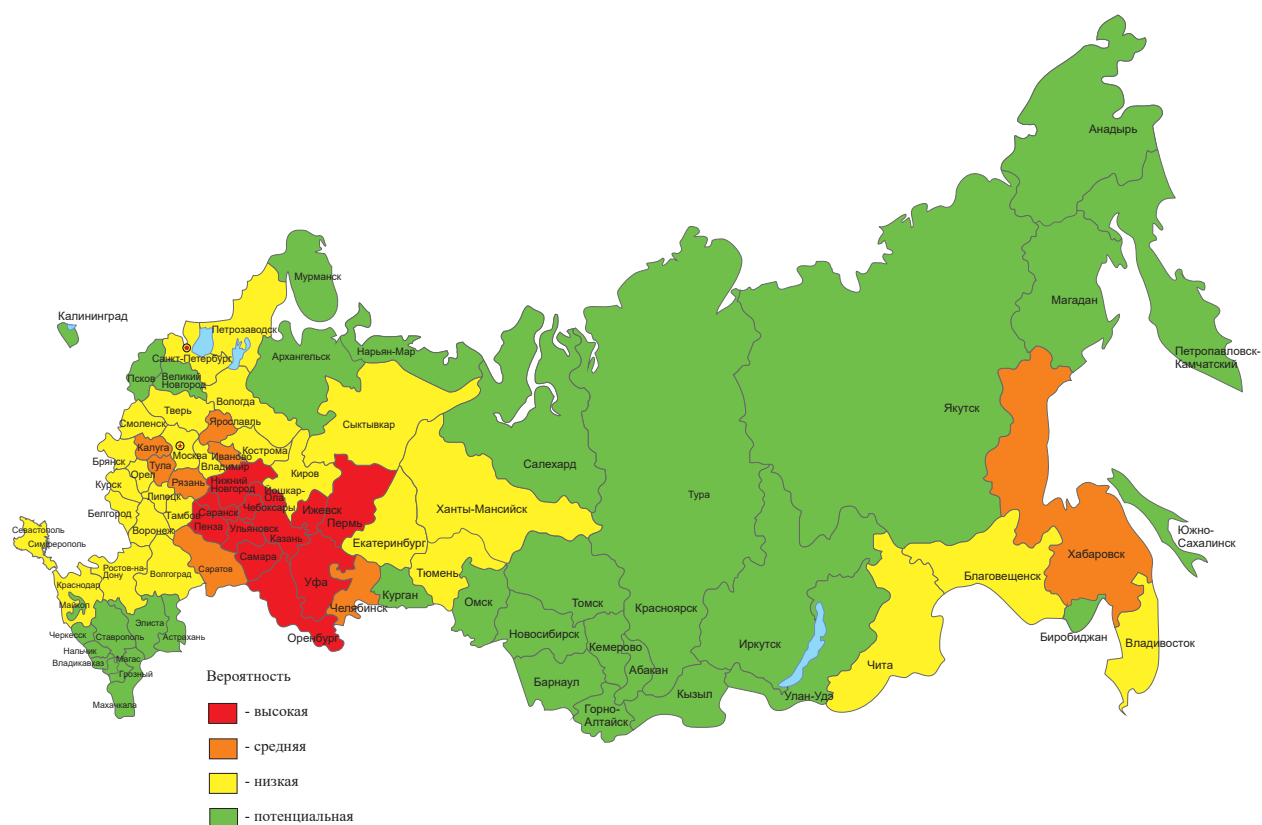 Анадырь
Мурманск
Магадан
Калининград
Петрозаводск
Санкт-Петербург
Архангельск
Нарьян-Мар
Петропавловск-
Камчатский
Псков
Великий
Новгород
Вологда
Якутск
Тверь
Смоленск
Ярославль
Сыктывкар
Калуга
Москва
Иваново
Кострома
Брянск
Тула
Владимир
Салехард
Орел
Рязань
Нижний
Новгород
Киров
Курск
Липецк
Йошкар-
Ола
Тура
Белгород
Тамбов
Саранск
Чебоксары
Ижевск
Ханты-Мансийск
Севастополь
Симферополь
Воронеж
Пенза
Ульяновск
Казань
Пермь
Екатеринбург
Южно-
Сахалинск
Хабаровск
Самара
Ростов-на-
Дону
Волгоград
Саратов
Уфа
Тюмень
Благовещенск
Краснодар
Майкоп
Челябинск
Курган
Омск
Томск
Красноярск
Черкесск
Ставрополь
Элиста
Астрахань
Оренбург
Новосибирск
Кемерово
Иркутск
Биробиджан
Владивосток
Нальчик
Владикавказ
Магас
Грозный
Абакан
Чита
Барнаул
Кызыл
Улан-Удэ
Махачкала
Горно-
Алтайск
Вероятность
- высокая
- средняя
- низкая
- потенциальная